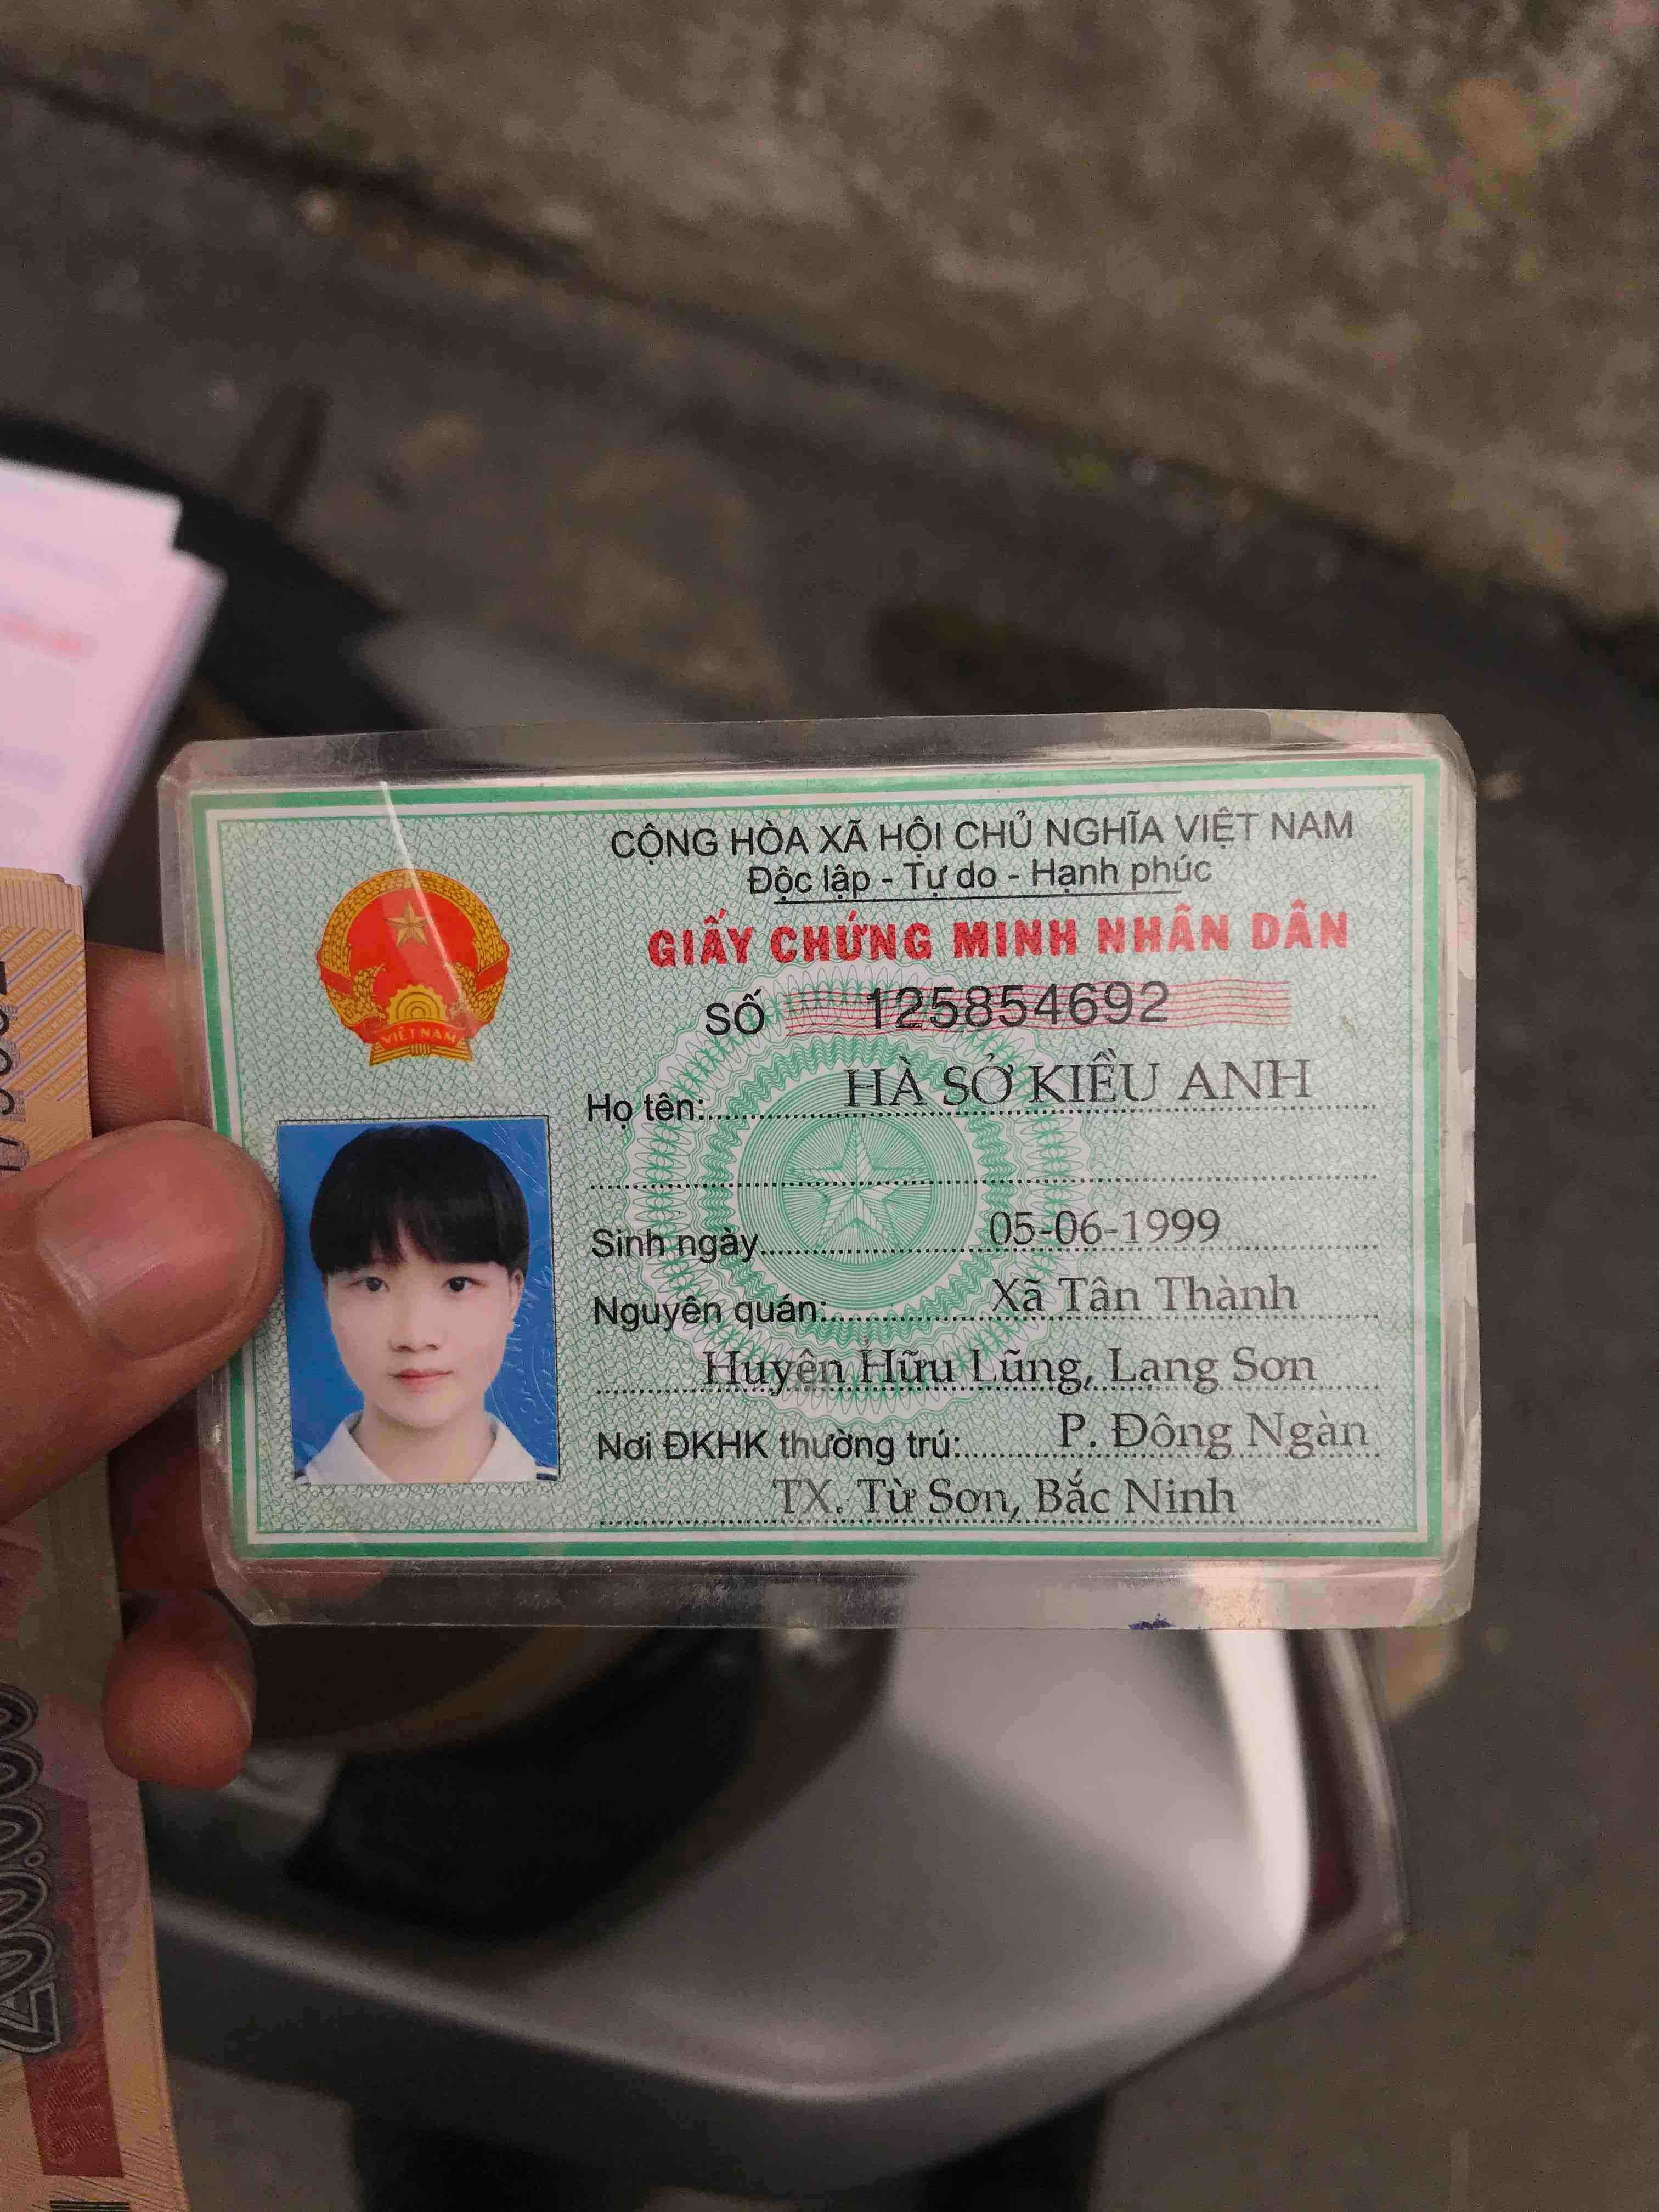 CỘNG HÒA XÃ HỘI CHỦ NGHĨA VIỆT NAM
Độc lập - Tự do - Hạnh phúc
GIẤY CHỨNG MINH NHÂN DÂN
SỐ 125854692
VIỆT NAM
Họ tên: HÀ SỞ KIỀU ANH
Sinh ngày 05-06-1999
Nguyên quán: Xã Tân Thành
Huyện Hữu Lũng, Lạng Sơn
Nơi ĐKHK thường trú: P. Đông Ngàn
TX. Từ Sơn, Bắc Ninh